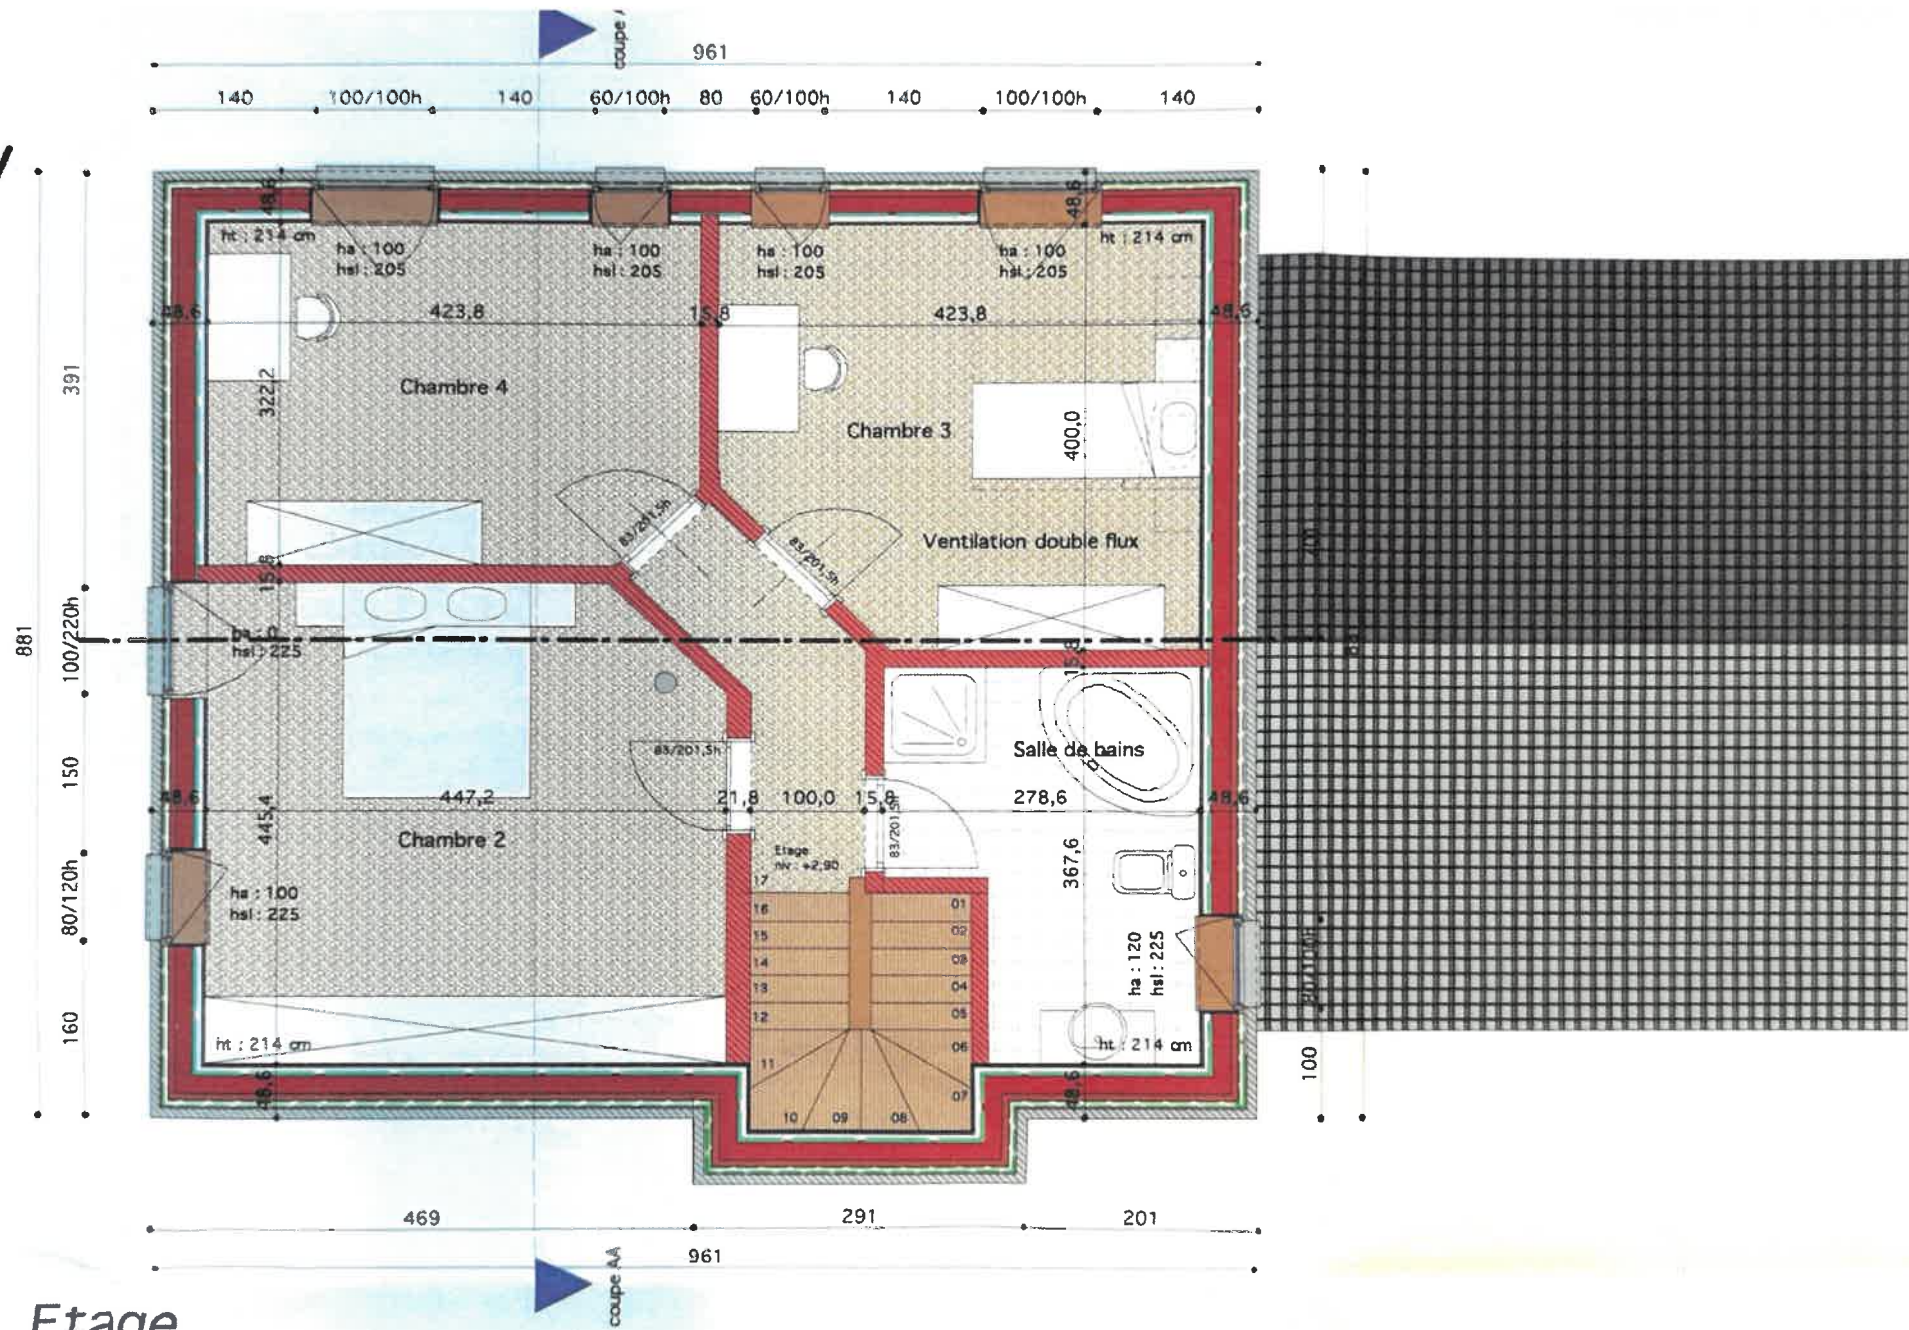 coupe
961
140 100/100h 140 60/100h 80 60/100h 140 100/100h 140
48,6
48,6
ht : 214 cm
ha : 100
hsl : 205
ha : 100
hsl : 205
ha : 100
hsl : 205
ha : 100
hsl : 205
ht : 214 cm
48,6 423,8 15,8 423,8 48,6
391
322,2
Chambre 4
Chambre 3
400,0
83/201,5h
83/201,5h
Ventilation double flux
15,8
881
100/220h
hsl : 225
15,8
83/201,5h
Salle de bains
150
48,6 447,2 21,8 100,0 15,8 278,6 48,6
445,4
Chambre 2
83/201,5h
Etage
niv : +2,90
367,6
80/120h
ha : 100
hsl : 225
17
16
15
14
13
12
11
10
09
08
07
06
05
04
03
02
01
ha : 120
hsl : 225
80/100h
160
ht : 214 cm
ht : 214 cm
100
48,6
48,6
469 291 201
961
coupe AA
Etage